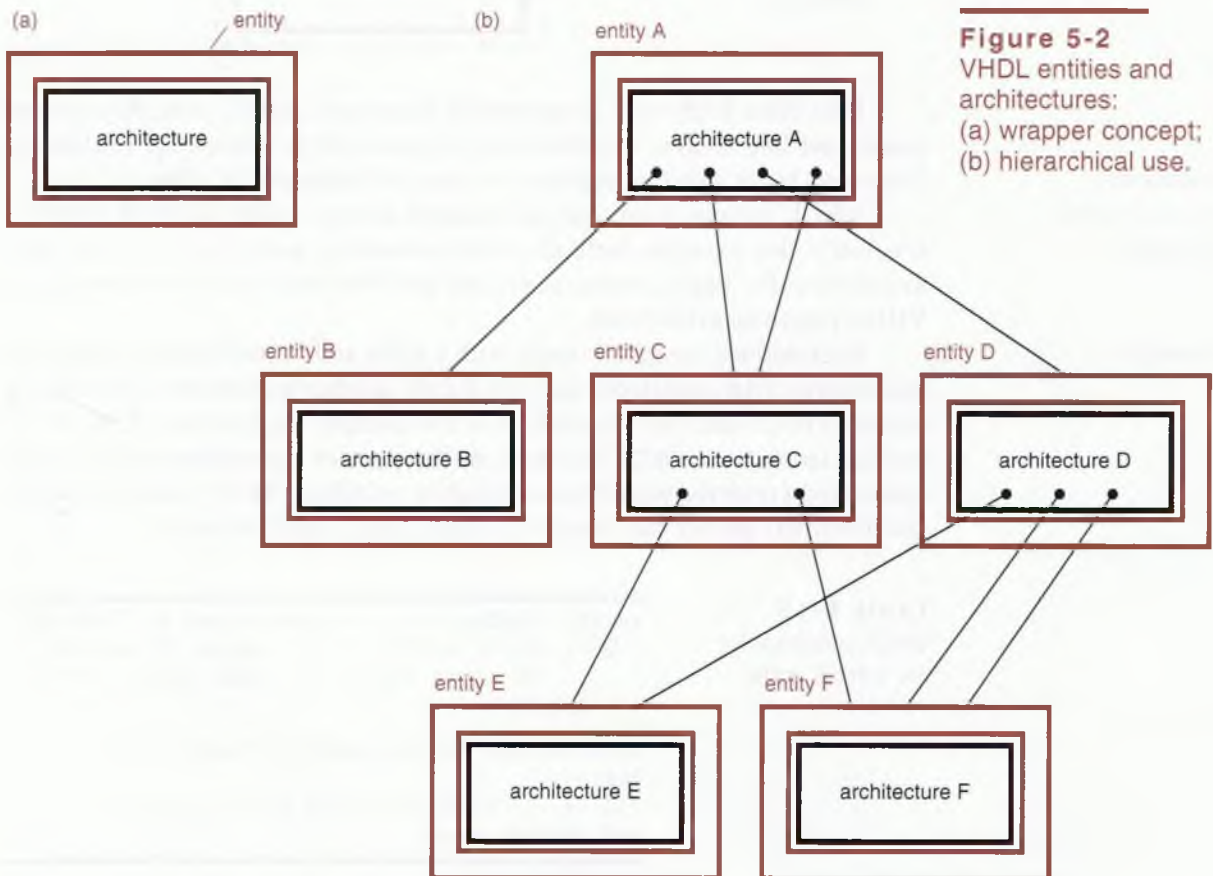 (a)
entity
architecture
(b)
entity A
architecture A
entity B
architecture B
entity C
architecture C
entity D
architecture D
entity E
architecture E
entity F
architecture F
Figure 5-2
VHDL entities and
architectures:
(a) wrapper concept;
(b) hierarchical use.